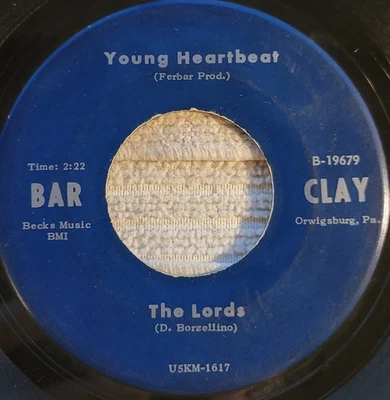 Young Heartbeat
(Ferbar Prod.)
Time: 2:22
BAR
Becks Music
BMI
B-19679
CLAY
Orwigsburg, Pa.
The Lords
(D. Borzellino)
U5KM-1617